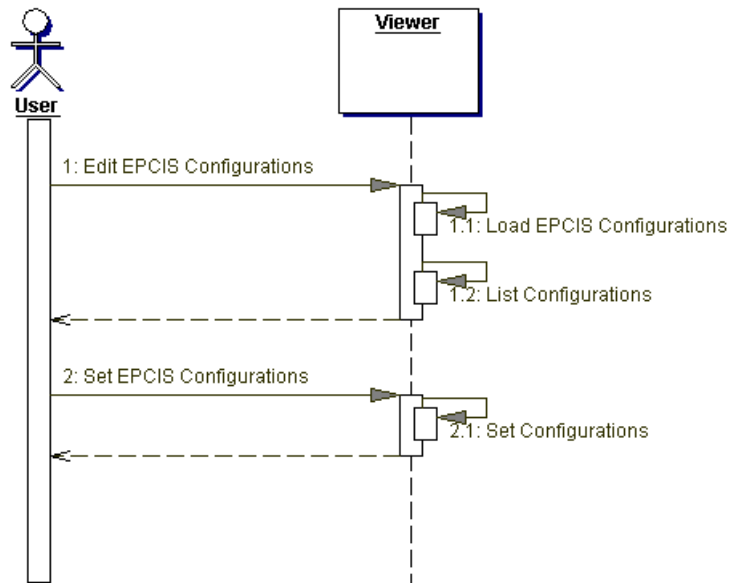 Viewer
User
1: Edit EPCIS Configurations
1.1: Load EPCIS Configurations
1.2: List Configurations
2: Set EPCIS Configurations
2.1: Set Configurations